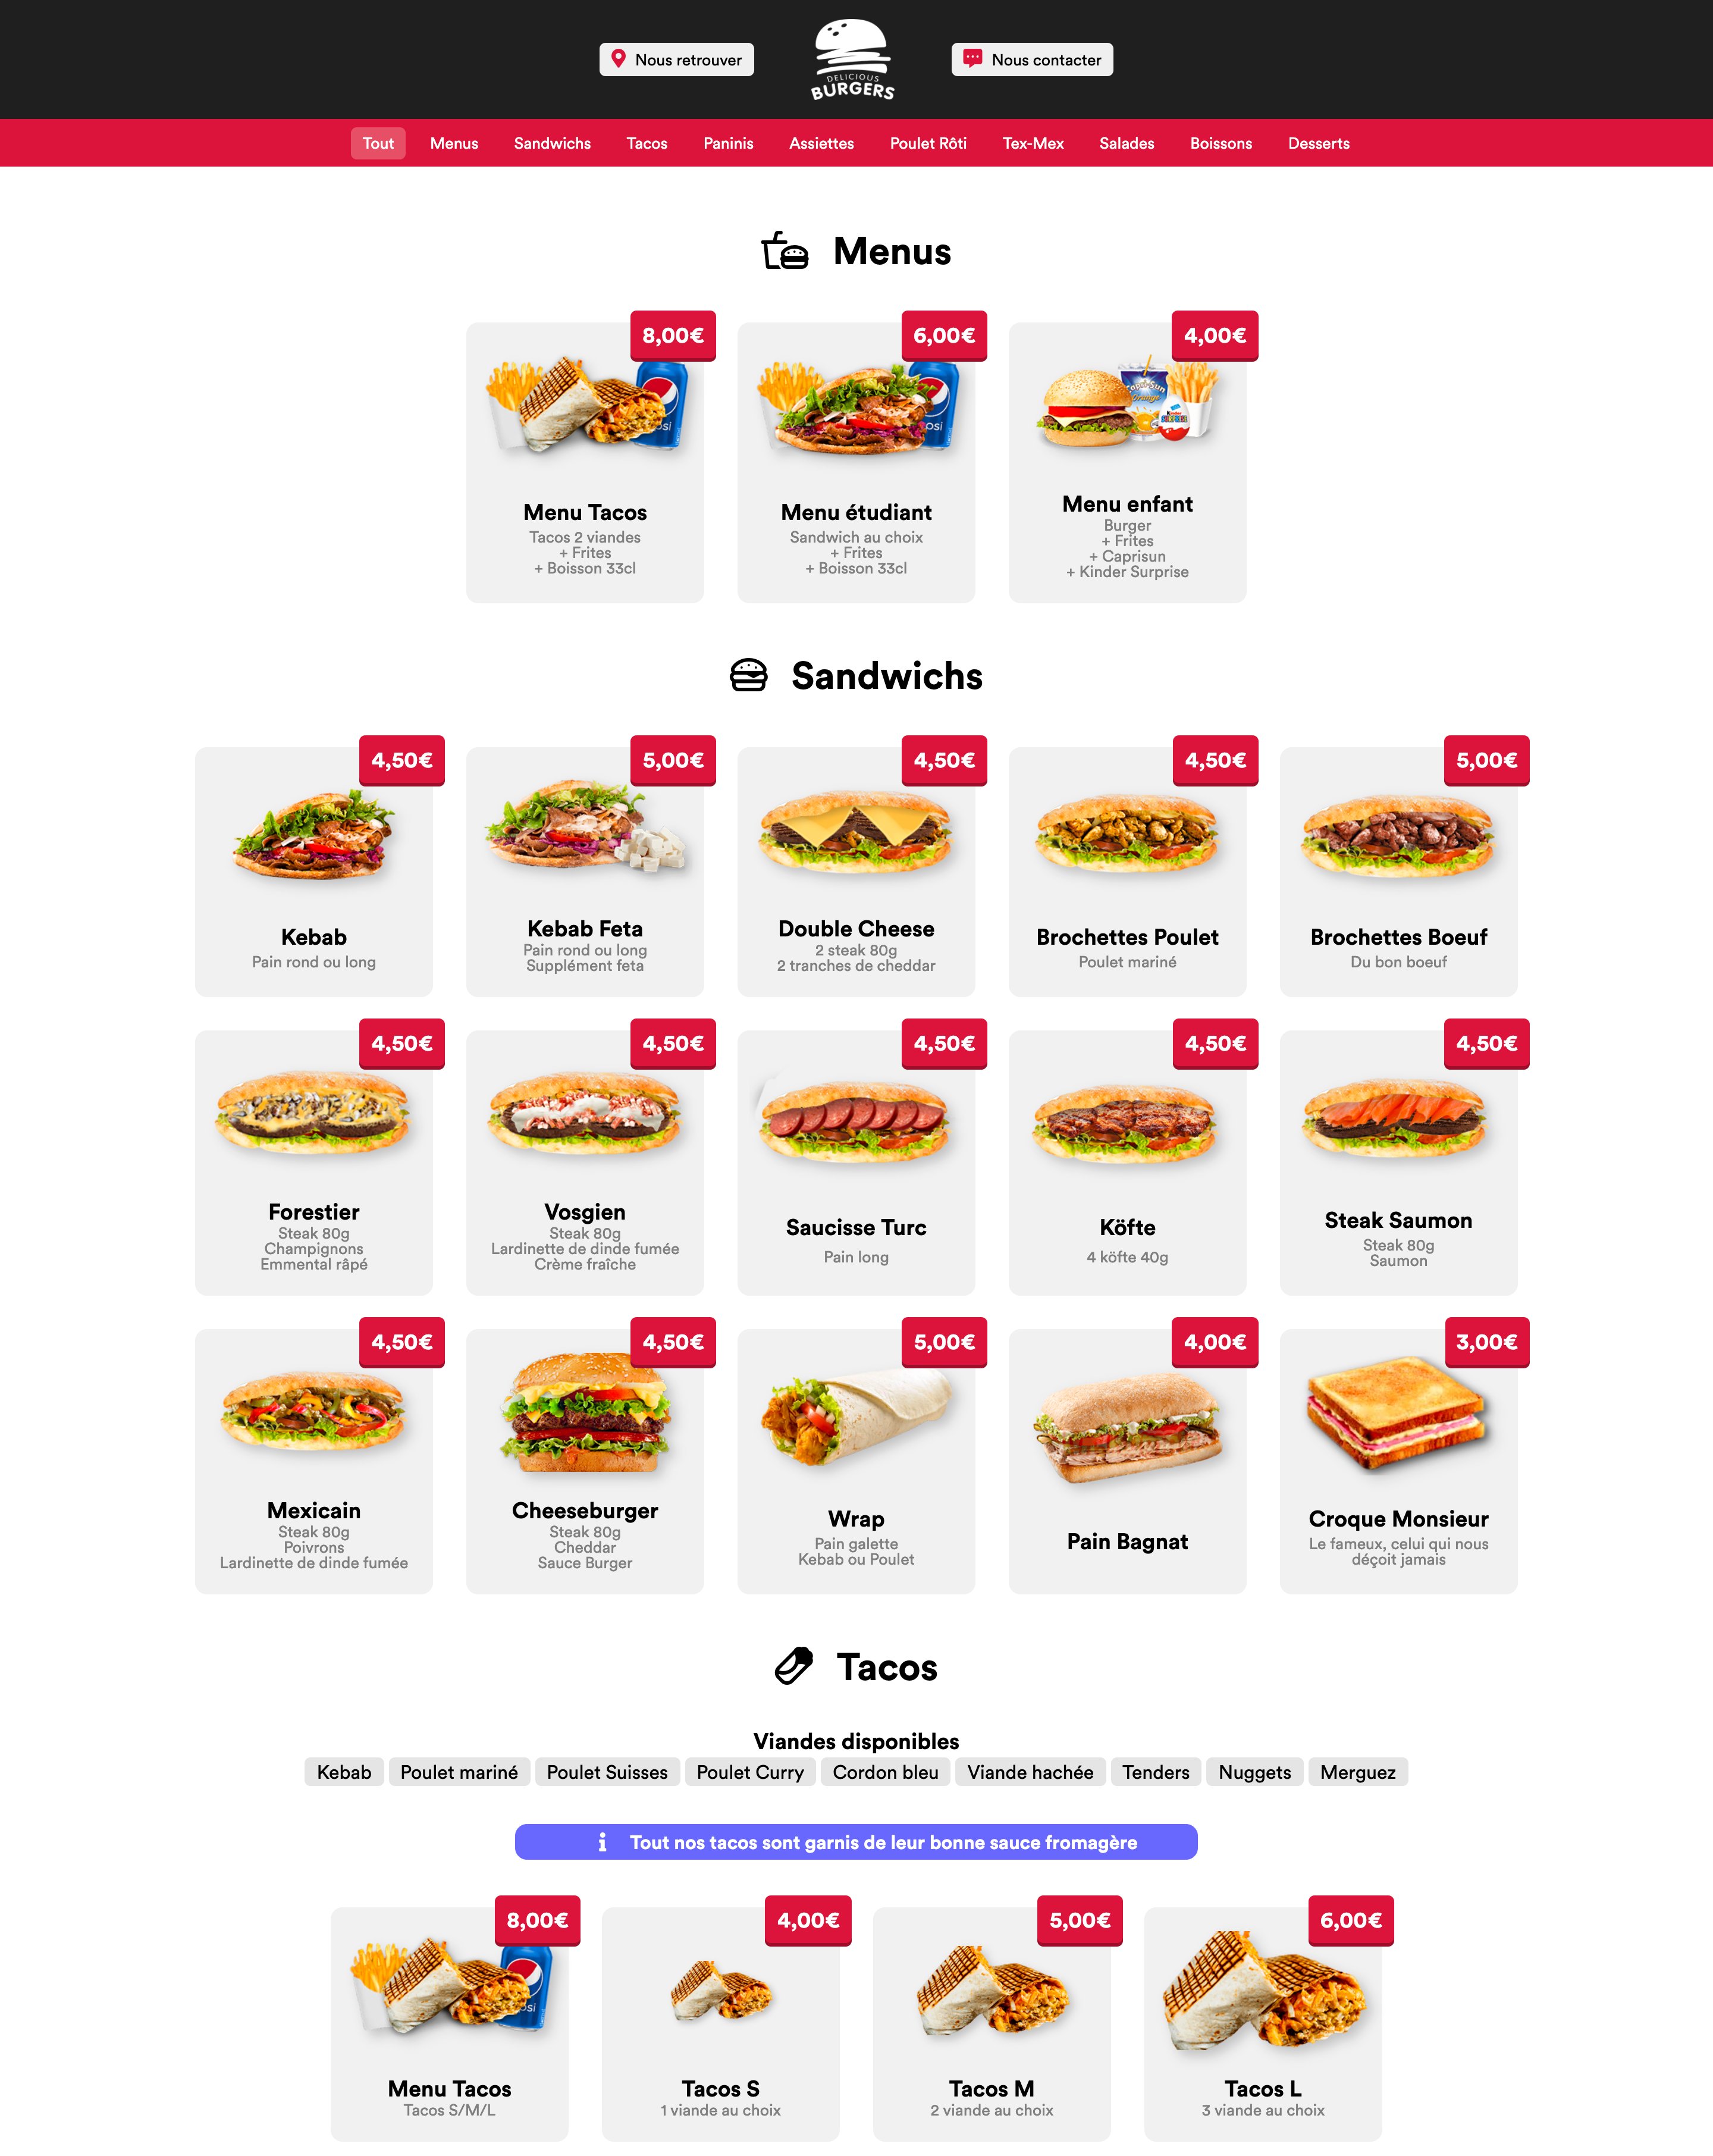 Nous retrouver
DELICIOUS
BURGERS
Nous contacter
Tout Menus Sandwichs Tacos Paninis Assiettes Poulet Rôti Tex-Mex Salades Boissons Desserts
Menus
8,00€
Menu Tacos
Tacos 2 viandes
+ Frites
+ Boisson 33cl
6,00€
Menu étudiant
Sandwich au choix
+ Frites
+ Boisson 33cl
4,00€
Menu enfant
Burger
+ Frites
+ Caprisun
+ Kinder Surprise
Sandwichs
4,50€
Kebab
Pain rond ou long
5,00€
Kebab Feta
Pain rond ou long
Supplément feta
4,50€
Double Cheese
2 steak 80g
2 tranches de cheddar
4,50€
Brochettes Poulet
Poulet mariné
5,00€
Brochettes Boeuf
Du bon boeuf
4,50€
Forestier
Steak 80g
Champignons
Emmental râpé
4,50€
Vosgien
Steak 80g
Lardinette de dinde fumée
Crème fraîche
4,50€
Saucisse Turc
Pain long
4,50€
Köfte
4 köfte 40g
4,50€
Steak Saumon
Steak 80g
Saumon
4,50€
Mexicain
Steak 80g
Poivrons
Lardinette de dinde fumée
4,50€
Cheeseburger
Steak 80g
Cheddar
Sauce Burger
5,00€
Wrap
Pain galette
Kebab ou Poulet
4,00€
Pain Bagnat
3,00€
Croque Monsieur
Le fameux, celui qui nous
déçoit jamais
Tacos
Viandes disponibles
Kebab Poulet mariné Poulet Suisses Poulet Curry Cordon bleu Viande hachée Tenders Nuggets Merguez
Tout nos tacos sont garnis de leur bonne sauce fromagère
8,00€
Menu Tacos
Tacos S/M/L
4,00€
Tacos S
1 viande au choix
5,00€
Tacos M
2 viande au choix
6,00€
Tacos L
3 viande au choix